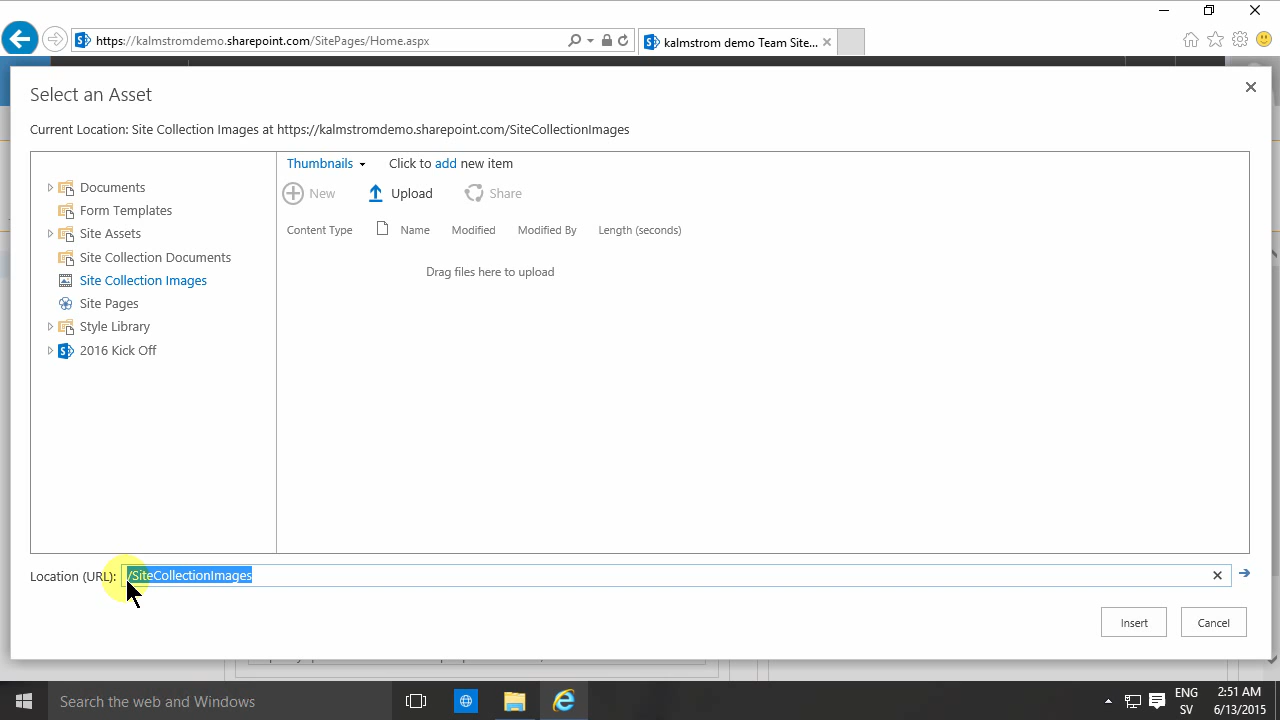 https://kalmstromdemo.sharepoint.com/SitePages/Home.aspx
kalmstrom demo Team Site...
Select an Asset
Current Location: Site Collection Images at https://kalmstromdemo.sharepoint.com/SiteCollectionImages
Documents
Form Templates
Site Assets
Site Collection Documents
Site Collection Images
Site Pages
Style Library
2016 Kick Off
Thumbnails Click to add new item
New Upload Share
Content Type Name Modified Modified By Length (seconds)
Drag files here to upload
Location (URL): /SiteCollectionImages
Insert Cancel
Search the web and Windows
ENG 2:51 AM
SV 6/13/2015